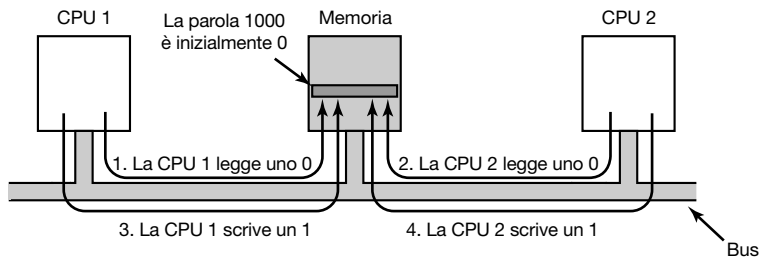 CPU 1
La parola 1000
è inizialmente 0
Memoria
CPU 2
1. La CPU 1 legge uno 0
2. La CPU 2 legge uno 0
3. La CPU 1 scrive un 1
4. La CPU 2 scrive un 1
Bus